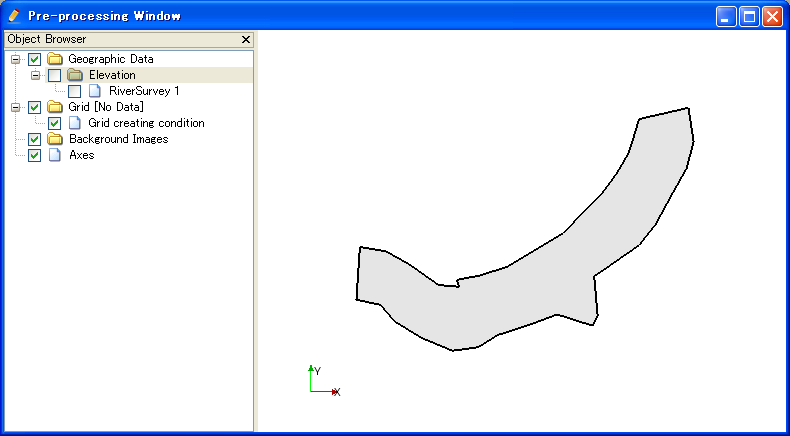 Pre-processing Window
Object Browser
Geographic Data
Elevation
RiverSurvey 1
Grid [No Data]
Grid creating condition
Background Images
Axes
Y
X